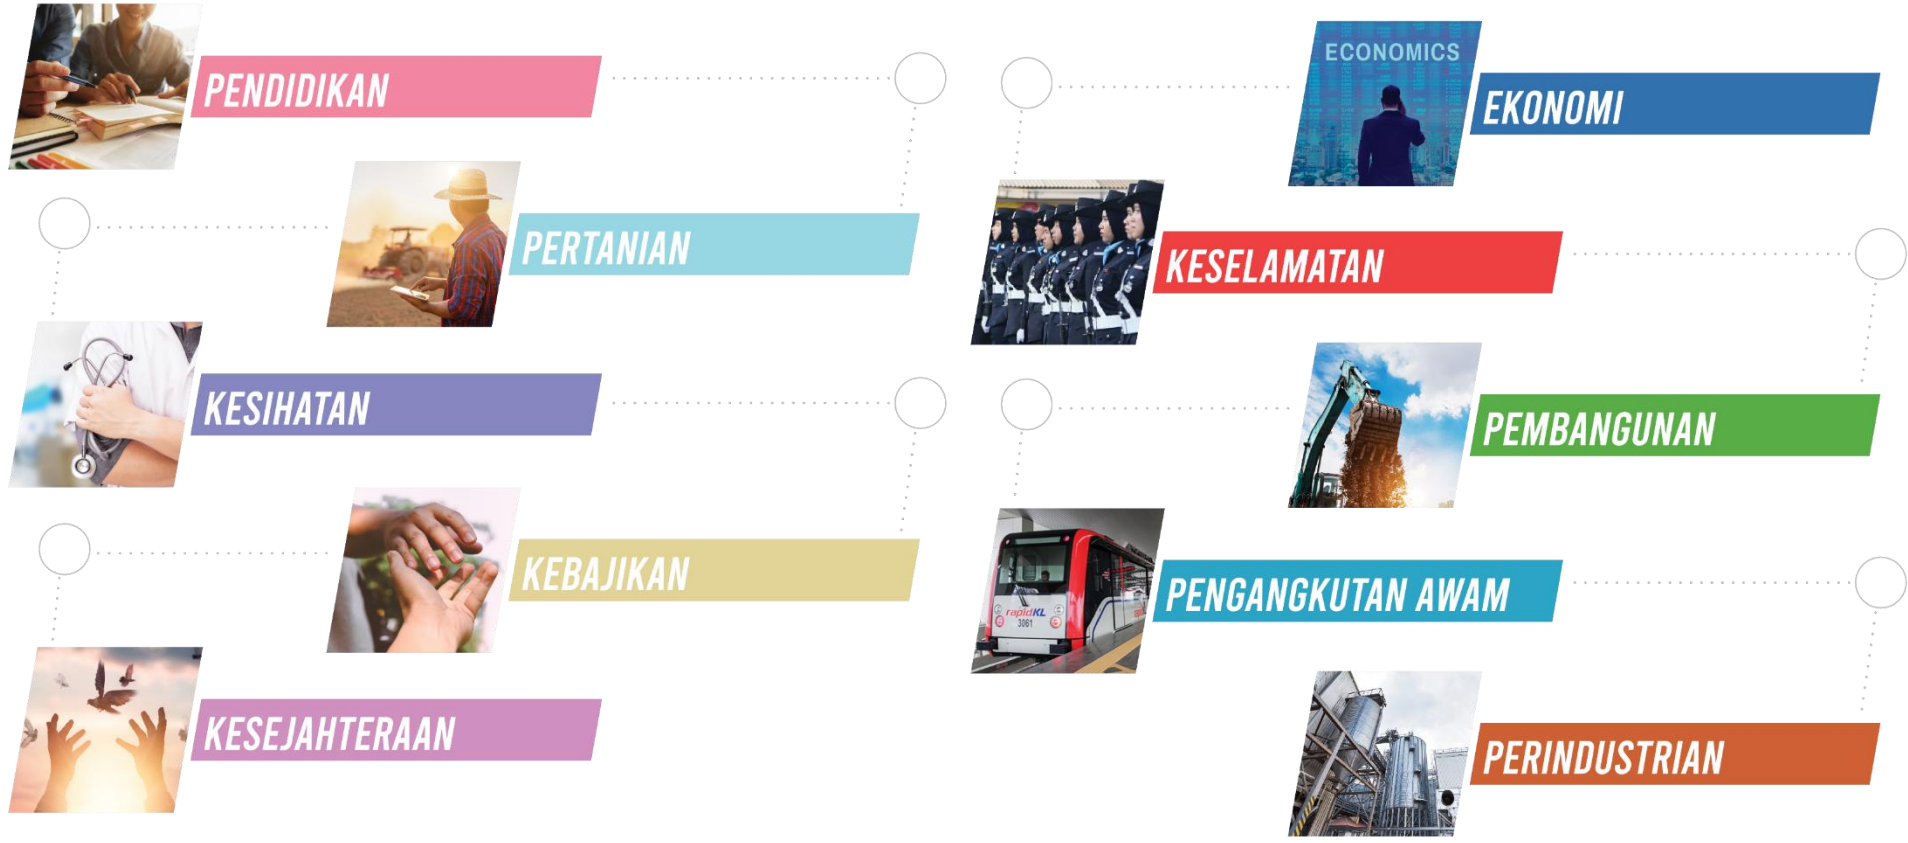 PENDIDIKAN
PERTANIAN
KESIHATAN
KEBAJIKAN
KESEJAHTERAAN
ECONOMICS
EKONOMI
KESELAMATAN
PEMBANGUNAN
rapidKL
3061
PENGANGKUTAN AWAM
PERINDUSTRIAN